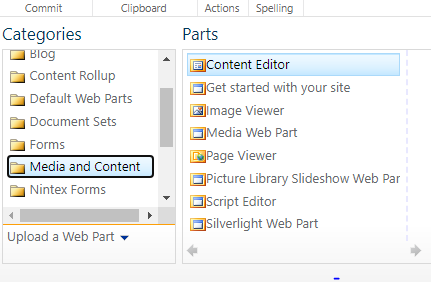 Commit Clipboard Actions Spelling
Categories
Blog
Content Rollup
Default Web Parts
Document Sets
Forms
Media and Content
Nintex Forms
Upload a Web Part
Parts
Content Editor
Get started with your site
Image Viewer
Media Web Part
Page Viewer
Picture Library Slideshow Web Par
Script Editor
Silverlight Web Part